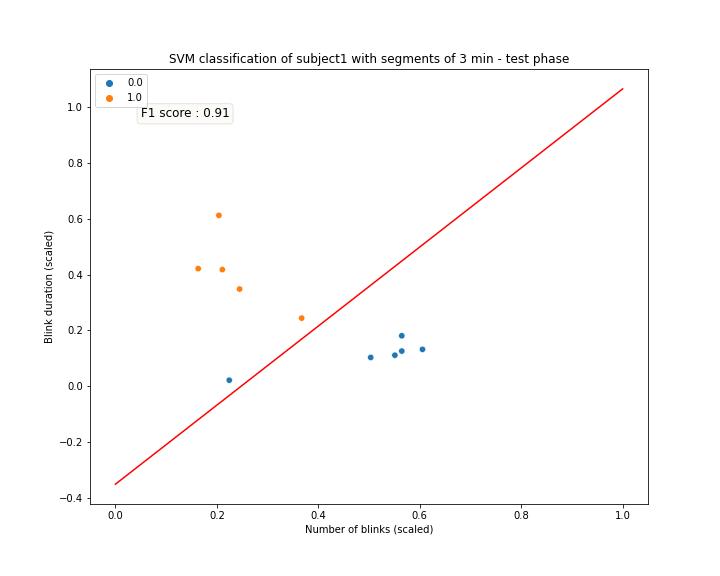 SVM classification of subject1 with segments of 3 min - test phase
0.0
1.0
F1 score : 0.91
1.0
0.8
0.6
0.4
0.2
0.0
−0.2
−0.4
Blink duration (scaled)
0.0 0.2 0.4 0.6 0.8 1.0
Number of blinks (scaled)